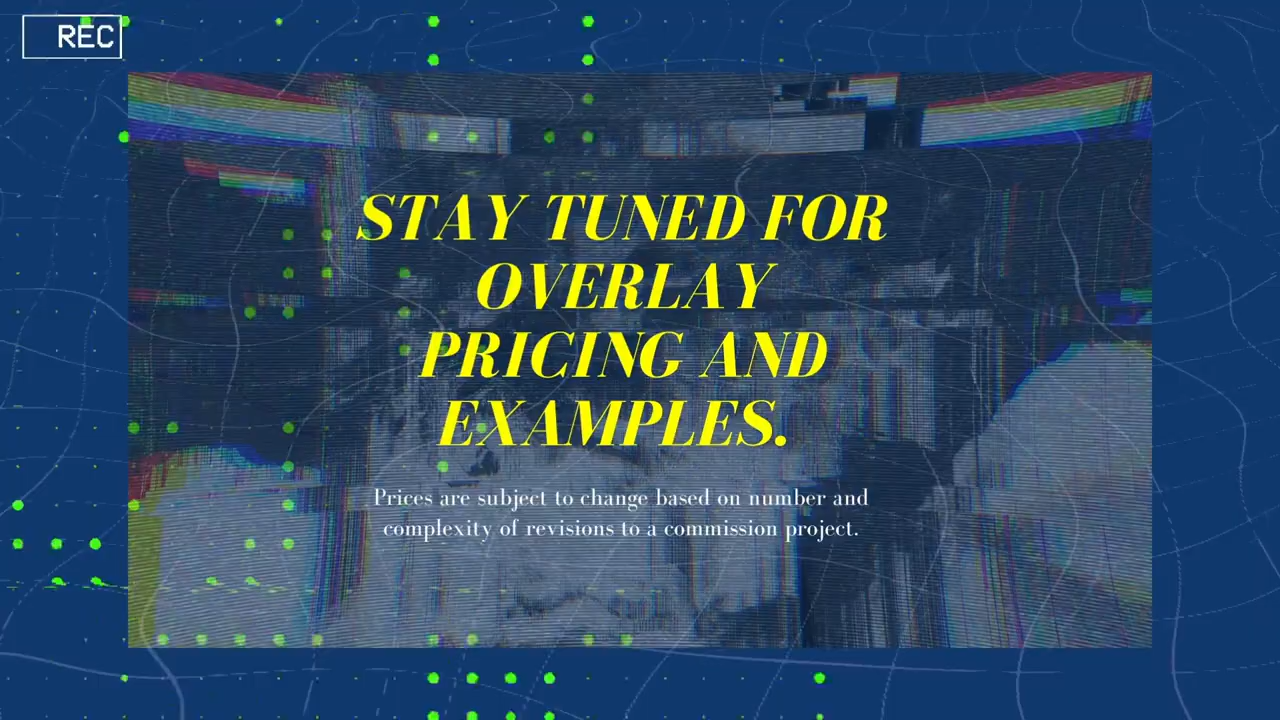 REC
STAY TUNED FOR
OVERLAY
PRICING AND
EXAMPLES.
Prices are subject to change based on number and
complexity of revisions to a commission project.